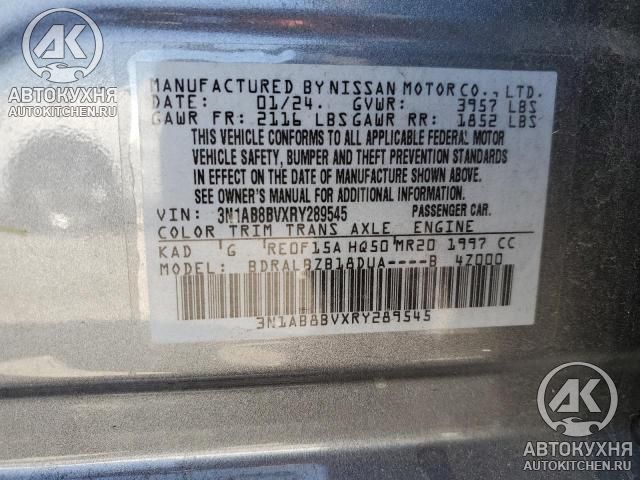 АК
АВТОКУХНЯ
AUTOKITCHEN.RU
MANUFACTURED BY NISSAN MOTOR CO., LTD.
DATE: 01/24 GVWR: 3957 LBS
GAWR FR: 2116 LBS GAWR RR: 1852 LBS
THIS VEHICLE CONFORMS TO ALL APPLICABLE FEDERAL MOTOR
VEHICLE SAFETY, BUMPER AND THEFT PREVENTION STANDARDS
IN EFFECT ON THE DATE OF MANUFACTURE SHOWN ABOVE.
SEE OWNER'S MANUAL FOR ADDITIONAL INFORMATION.
VIN: 3N1AB8BVXRY289545 PASSENGER CAR.
COLOR TRIM TRANS AXLE ENGINE
KAD G RE0F15A HQ50 MR20 1997 CC
MODEL: BDRALBZB18DUA----B 4Z000
3N1AB8BVXRY289545
АК
АВТОКУХНЯ
AUTOKITCHEN.RU